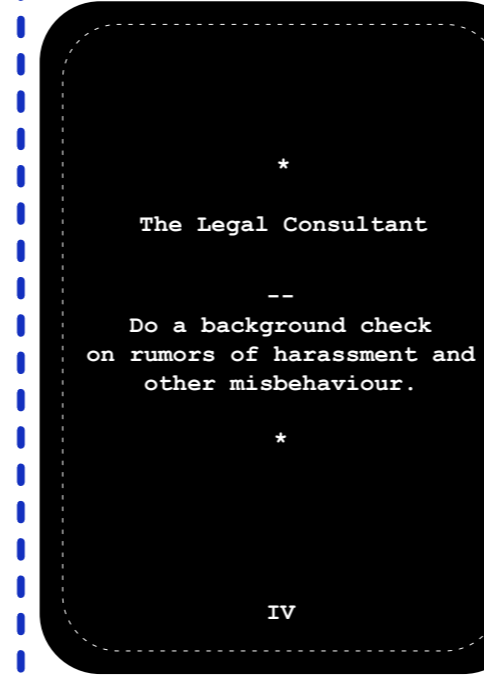 *
The Legal Consultant
--
Do a background check
on rumors of harassment and
other misbehaviour.
*
IV